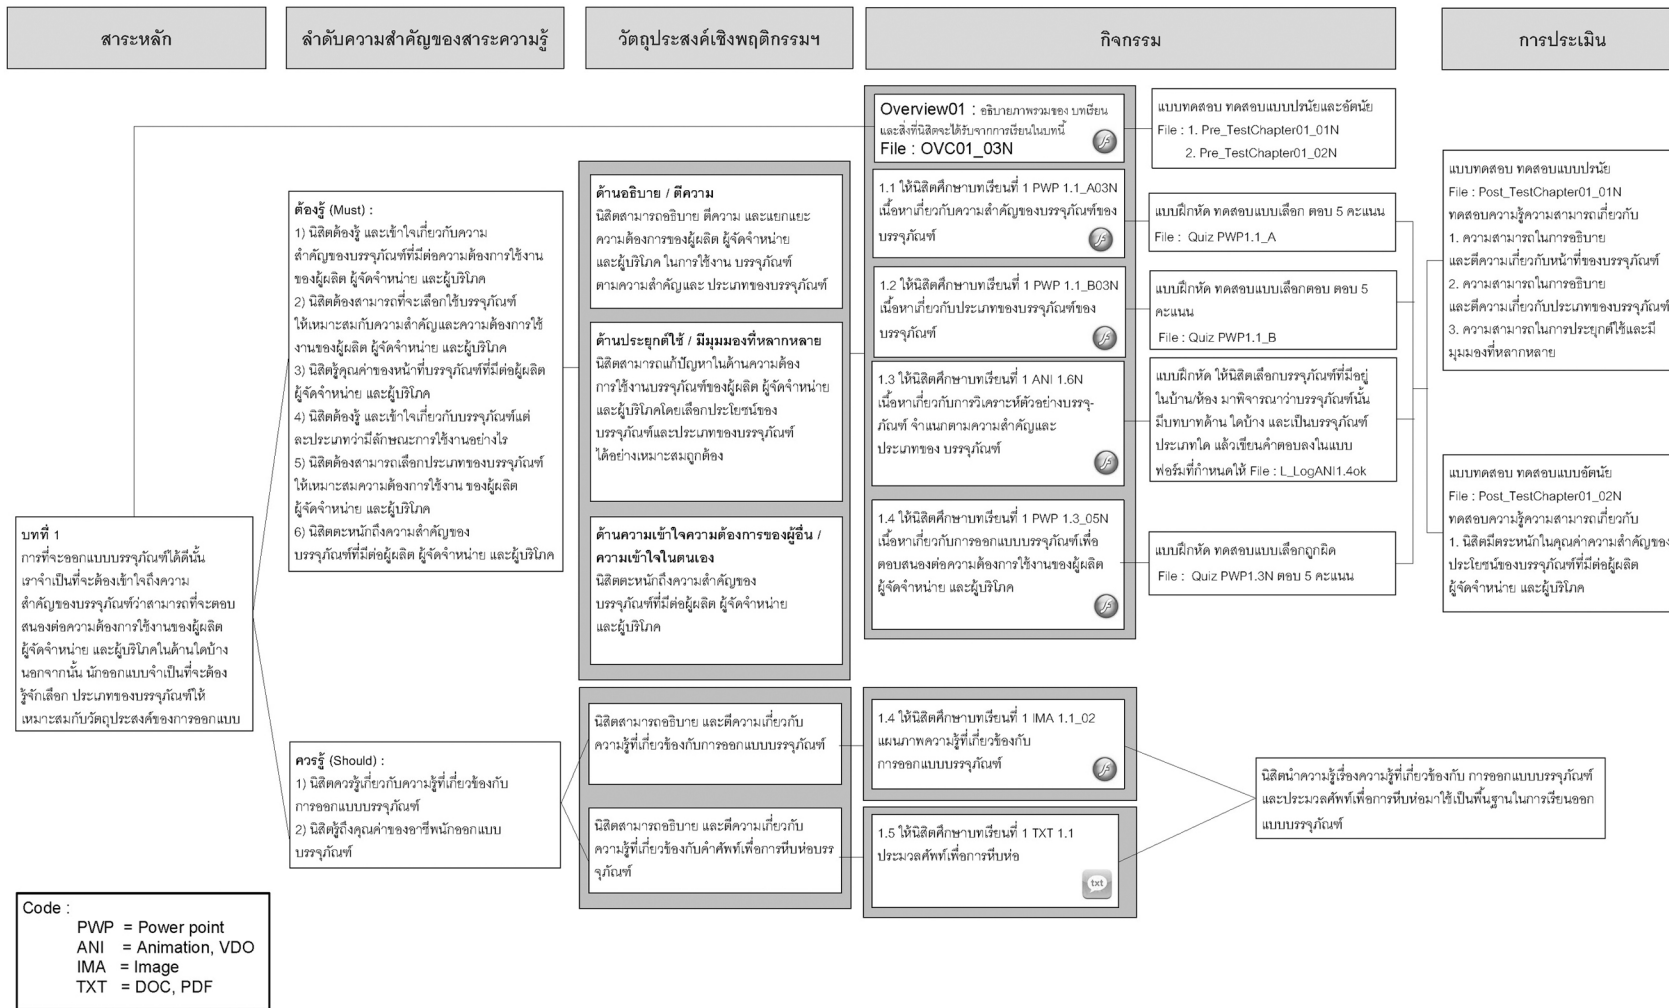 สาระหลัก
ลำดับความสำคัญของสาระความรู้
วัตถุประสงค์เชิงพฤติกรรมฯ
กิจกรรม
การประเมิน
บทที่ 1
การที่จะออกแบบบรรจุภัณฑ์ได้ดีนั้น
เราจำเป็นที่จะต้องเข้าใจถึงความ
สำคัญของบรรจุภัณฑ์ว่าสามารถที่จะตอบ
สนองต่อความต้องการใช้งานของผู้ผลิต
ผู้จัดจำหน่าย และผู้บริโภคในด้านใดบ้าง
นอกจากนั้น นักออกแบบจำเป็นที่จะต้อง
รู้จักเลือก ประเภทของบรรจุภัณฑ์ให้
เหมาะสมกับวัตถุประสงค์ของการออกแบบ
ต้องรู้ (Must) :
1) นิสิตต้องรู้ และเข้าใจเกี่ยวกับความ
สำคัญของบรรจุภัณฑ์ที่มีต่อความต้องการใช้งาน
ของผู้ผลิต ผู้จัดจำหน่าย และผู้บริโภค
2) นิสิตต้องสามารถที่จะเลือกใช้บรรจุภัณฑ์
ให้เหมาะสมกับความสำคัญและความต้องการใช้
งานของผู้ผลิต ผู้จัดจำหน่าย และผู้บริโภค
3) นิสิตรู้คุณค่าของหน้าที่บรรจุภัณฑ์ที่มีต่อผู้ผลิต
ผู้จัดจำหน่าย และผู้บริโภค
4) นิสิตต้องรู้ และเข้าใจเกี่ยวกับบรรจุภัณฑ์แต่
ละประเภทว่ามีลักษณะการใช้งานอย่างไร
5) นิสิตต้องสามารถเลือกประเภทของบรรจุภัณฑ์
ให้เหมาะสมความต้องการใช้งาน ของผู้ผลิต
ผู้จัดจำหน่าย และผู้บริโภค
6) นิสิตตะหนักถึงความสำคัญของ
บรรจุภัณฑ์ที่มีต่อผู้ผลิต ผู้จัดจำหน่าย และผู้บริโภค
ควรรู้ (Should) :
1) นิสิตควรรู้เกี่ยวกับความรู้ที่เกี่ยวข้องกับ
การออกแบบบรรจุภัณฑ์
2) นิสิตรู้ถึงคุณค่าของอาชีพนักออกแบบ
บรรจุภัณฑ์
ด้านอธิบาย / ตีความ
นิสิตสามารถอธิบาย ตีความ และแยกแยะ
ความต้องการของผู้ผลิต ผู้จัดจำหน่าย
และผู้บริโภค ในการใช้งาน บรรจุภัณฑ์
ตามความสำคัญและ ประเภทของบรรจุภัณฑ์
ด้านประยุกต์ใช้ / มีมุมมองที่หลากหลาย
นิสิตสามารถแก้ปัญหาในด้านความต้อง
การใช้งานบรรจุภัณฑ์ของผู้ผลิต ผู้จัดจำหน่าย
และผู้บริโภคโดยเลือกประโยชน์ของ
บรรจุภัณฑ์และประเภทของบรรจุภัณฑ์
ได้อย่างเหมาะสมถูกต้อง
ด้านความเข้าใจความต้องการของผู้อื่น /
ความเข้าใจในตนเอง
นิสิตตะหนักถึงความสำคัญของ
บรรจุภัณฑ์ที่มีต่อผู้ผลิต ผู้จัดจำหน่าย
และผู้บริโภค
นิสิตสามารถอธิบาย และตีความเกี่ยวกับ
ความรู้ที่เกี่ยวข้องกับการออกแบบบรรจุภัณฑ์
นิสิตสามารถอธิบาย และตีความเกี่ยวกับ
ความรู้ที่เกี่ยวข้องกับคำศัพท์เพื่อการหีบห่อบรร
จุภัณฑ์
Overview01 : อธิบายภาพรวมของ บทเรียน
และสิ่งที่นิสิตจะได้รับจากการเรียนในบทนี้
File : OVC01_03N
1.1 ให้นิสิตศึกษาบทเรียนที่ 1 PWP 1.1_A03N
เนื้อหาเกี่ยวกับความสำคัญของบรรจุภัณฑ์ของ
บรรจุภัณฑ์
1.2 ให้นิสิตศึกษาบทเรียนที่ 1 PWP 1.1_B03N
เนื้อหาเกี่ยวกับประเภทของบรรจุภัณฑ์ของ
บรรจุภัณฑ์
1.3 ให้นิสิตศึกษาบทเรียนที่ 1 ANI 1.6N
เนื้อหาเกี่ยวกับการวิเคราะห์ตัวอย่างบรรจุ-
ภัณฑ์ จำแนกตามความสำคัญและ
ประเภทของ บรรจุภัณฑ์
1.4 ให้นิสิตศึกษาบทเรียนที่ 1 PWP 1.3_05N
เนื้อหาเกี่ยวกับการออกแบบบรรจุภัณฑ์เพื่อ
ตอบสนองต่อความต้องการใช้งานของผู้ผลิต
ผู้จัดจำหน่าย และผู้บริโภค
1.4 ให้นิสิตศึกษาบทเรียนที่ 1 IMA 1.1_02
แผนภาพความรู้ที่เกี่ยวข้องกับ
การออกแบบบรรจุภัณฑ์
1.5 ให้นิสิตศึกษาบทเรียนที่ 1 TXT 1.1
ประมวลศัพท์เพื่อการหีบห่อ
txt
แบบทดสอบ ทดสอบแบบปรนัยและอัตนัย
File : 1. Pre_TestChapter01_01N
2. Pre_TestChapter01_02N
แบบฝึกหัด ทดสอบแบบเลือก ตอบ 5 คะแนน
File : Quiz PWP1.1_A
แบบฝึกหัด ทดสอบแบบเลือกตอบ ตอบ 5
คะแนน
File : Quiz PWP1.1_B
แบบฝึกหัด ให้นิสิตเลือกบรรจุภัณฑ์ที่มีอยู่
ในบ้าน/ห้อง มาพิจารณาว่าบรรจุภัณฑ์นั้น
มีบทบาทด้าน ใดบ้าง และเป็นบรรจุภัณฑ์
ประเภทใด แล้วเขียนคำตอบลงในแบบ
ฟอร์มที่กำหนดให้ File : L_LogANI1.4ok
แบบฝึกหัด ทดสอบแบบเลือกถูกผิด
File : Quiz PWP1.3N ตอบ 5 คะแนน
นิสิตนำความรู้เรื่องความรู้ที่เกี่ยวข้องกับ การออกแบบบรรจุภัณฑ์
และประมวลศัพท์เพื่อการหีบห่อมาใช้เป็นพื้นฐานในการเรียนออก
แบบบรรจุภัณฑ์
แบบทดสอบ ทดสอบแบบปรนัย
File : Post_TestChapter01_01N
ทดสอบความรู้ความสามารถเกี่ยวกับ
1. ความสามารถในการอธิบาย
และตีความเกี่ยวกับหน้าที่ของบรรจุภัณฑ์
2. ความสามารถในการอธิบาย
และตีความเกี่ยวกับประเภทของบรรจุภัณฑ์
3. ความสามารถในการประยุกต์ใช้และมี
มุมมองที่หลากหลาย
แบบทดสอบ ทดสอบแบบอัตนัย
File : Post_TestChapter01_02N
ทดสอบความรู้ความสามารถเกี่ยวกับ
1. นิสิตมีตระหนักในคุณค่าความสำคัญของ
ประโยชน์ของบรรจุภัณฑ์ที่มีต่อผู้ผลิต
ผู้จัดจำหน่าย และผู้บริโภค
Code :
PWP = Power point
ANI = Animation, VDO
IMA = Image
TXT = DOC, PDF